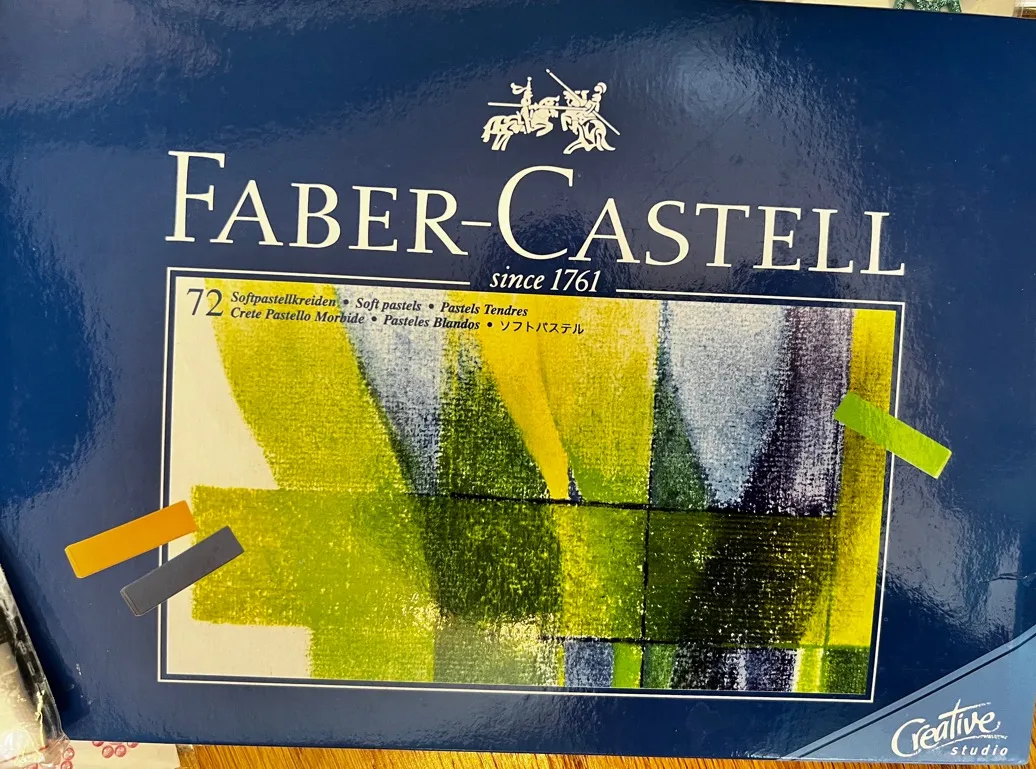 FABER-CASTELL
since 1761
72 Softpastellkreiden • Soft pastels • Pastels Tendres
Crete Pastello Morbide • Pasteles Blandos • ソフトパステル
Creative
studio